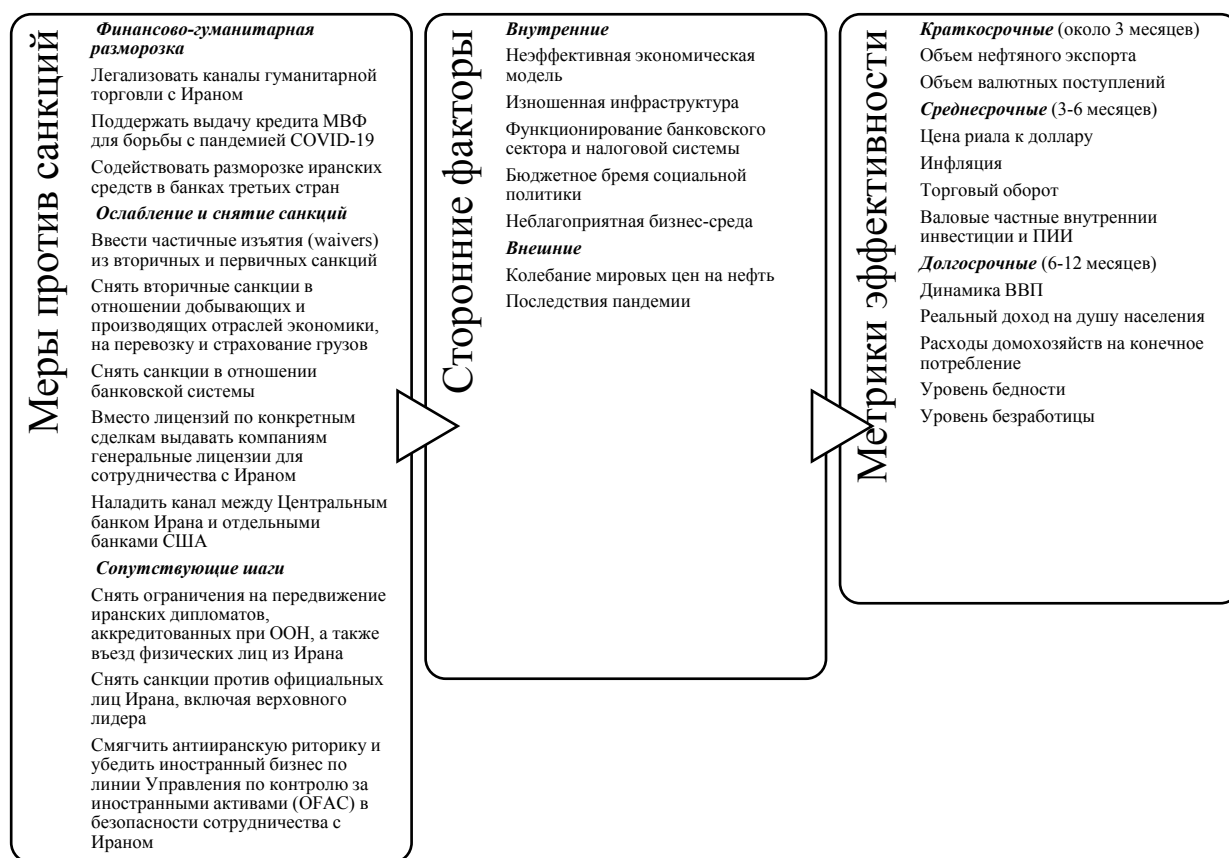 Меры против санкций
Финансово-гуманитарная
разморозка
Легализовать каналы гуманитарной
торговли с Ираном
Поддержать выдачу кредита МВФ
для борьбы с пандемией COVID-19
Содействовать разморозке иранских
средств в банках третьих стран
Ослабление и снятие санкций
Ввести частичные изъятия (waivers)
из вторичных и первичных санкций
Снять вторичные санкции в
отношении добывающих и
производящих отраслей экономики,
на перевозку и страхование грузов
Снять санкции в отношении
банковской системы
Вместо лицензий по конкретным
сделкам выдавать компаниям
генеральные лицензии для
сотрудничества с Ираном
Наладить канал между Центральным
банком Ирана и отдельными
банками США
Сопутствующие шаги
Снять ограничения на передвижение
иранских дипломатов,
аккредитованных при ООН, а также
въезд физических лиц из Ирана
Снять санкции против официальных
лиц Ирана, включая верховного
лидера
Смягчить антииранскую риторику и
убедить иностранный бизнес по
линии Управления по контролю за
иностранными активами (OFAC) в
безопасности сотрудничества с
Ираном
Сторонние факторы
Внутренние
Неэффективная экономическая
модель
Изношенная инфраструктура
Функционирование банковского
сектора и налоговой системы
Бюджетное бремя социальной
политики
Неблагоприятная бизнес-среда
Внешние
Колебание мировых цен на нефть
Последствия пандемии
Метрики эффективности
Краткосрочные (около 3 месяцев)
Объем нефтяного экспорта
Объем валютных поступлений
Среднесрочные (3-6 месяцев)
Цена риала к доллару
Инфляция
Торговый оборот
Валовые частные внутреннии
инвестиции и ПИИ
Долгосрочные (6-12 месяцев)
Динамика ВВП
Реальный доход на душу населения
Расходы домохозяйств на конечное
потребление
Уровень бедности
Уровень безработицы